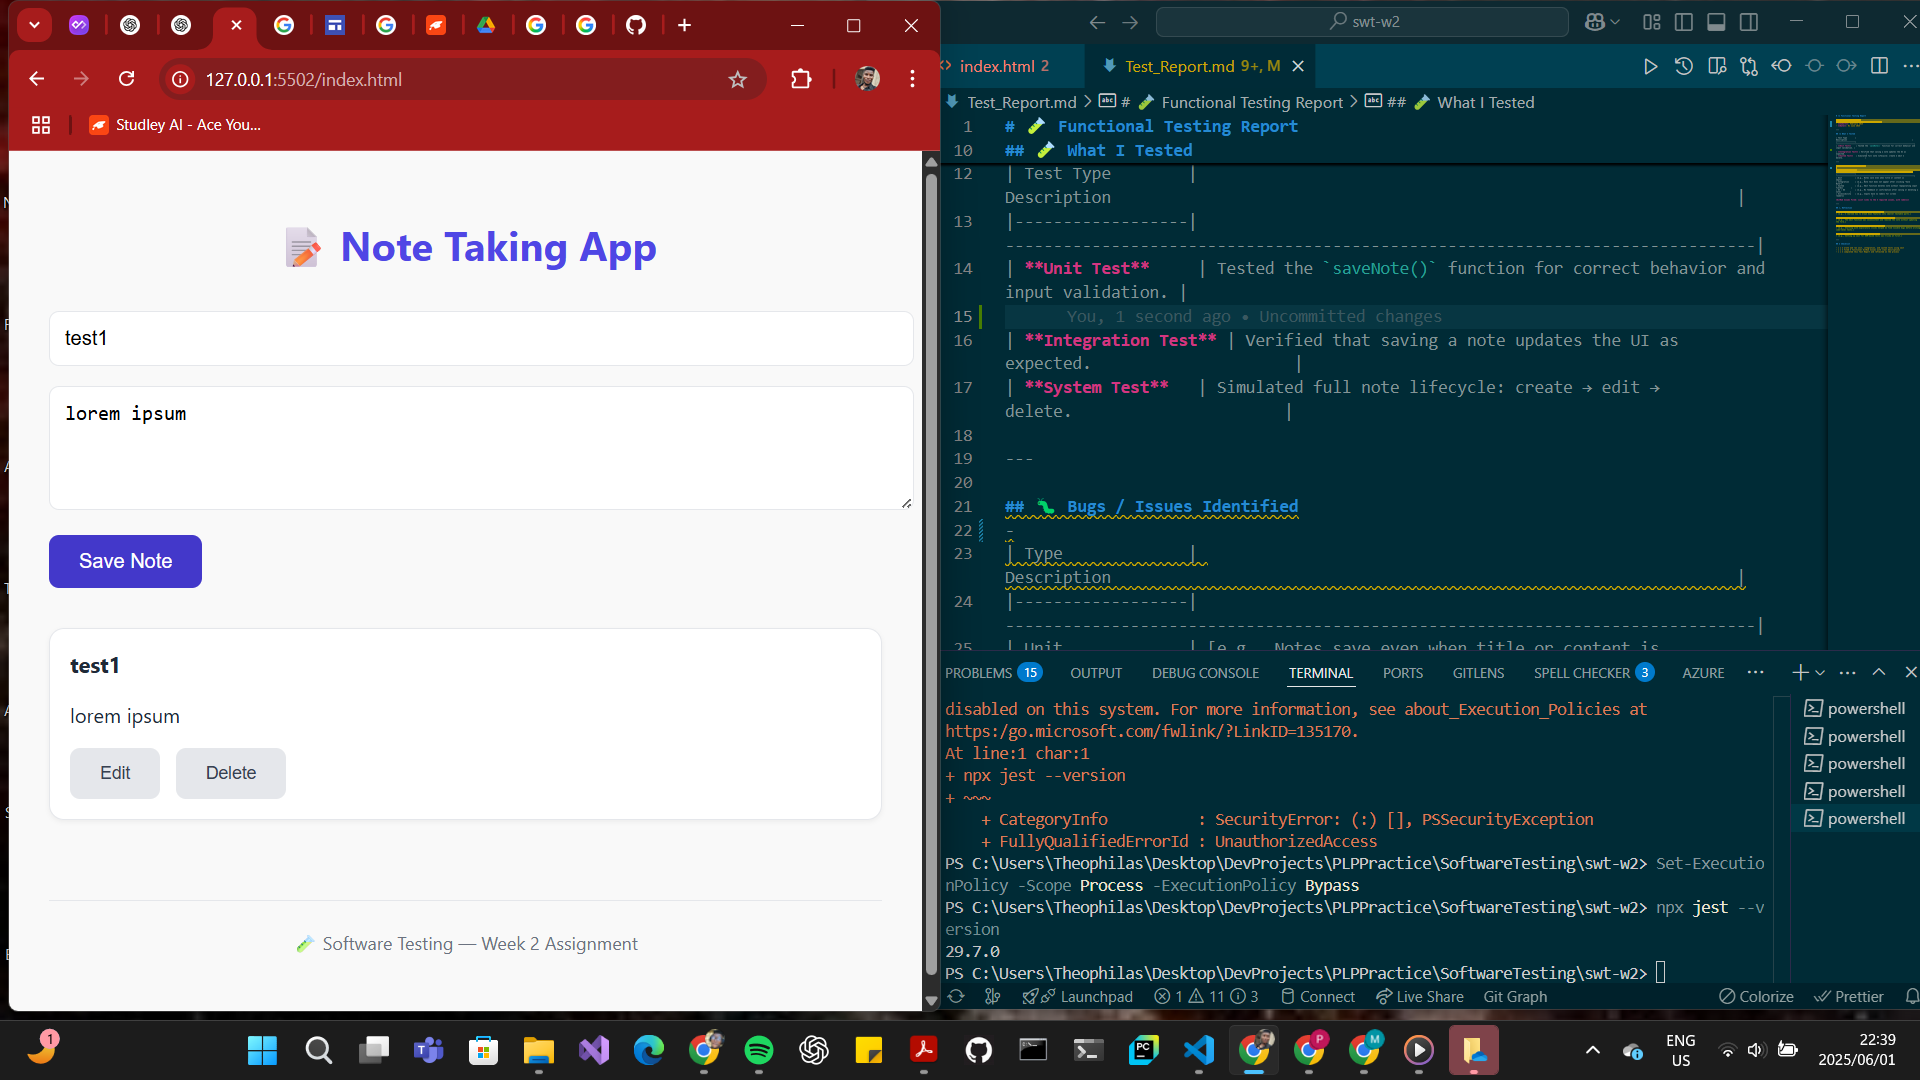 127.0.0.1:5502/index.html
Studley AI - Ace You...
Note Taking App
test1
lorem ipsum
Save Note
test1
lorem ipsum
Edit
Delete
Software Testing — Week 2 Assignment
swt-w2
index.html 2
Test_Report.md 9+, M
Test_Report.md > # Functional Testing Report > ## What I Tested
1 # Functional Testing Report
10 ## What I Tested
12 | Test Type |
Description |
13 |------------------|
-----------------------------------------------------------------------------|
14 | **Unit Test** | Tested the `saveNote()` function for correct behavior and
input validation. |
15 You, 1 second ago • Uncommitted changes
16 | **Integration Test** | Verified that saving a note updates the UI as
expected. |
17 | **System Test** | Simulated full note lifecycle: create → edit →
delete. |
18
19 ---
20
21 ## Bugs / Issues Identified
22 -
23 | Type |
Description |
24 |------------------|
-----------------------------------------------------------------------------|
25 | Unit | [e.g., Notes save even when title or content is
PROBLEMS 15 OUTPUT DEBUG CONSOLE TERMINAL PORTS GITLENS SPELL CHECKER 3 AZURE
disabled on this system. For more information, see about_Execution_Policies at
https:/go.microsoft.com/fwlink/?LinkID=135170.
At line:1 char:1
+ npx jest --version
+ ~~~
+ CategoryInfo : SecurityError: (:) [], PSSecurityException
+ FullyQualifiedErrorId : UnauthorizedAccess
PS C:\Users\Theophilas\Desktop\DevProjects\PLPPractice\SoftwareTesting\swt-w2> Set-Executio
nPolicy -Scope Process -ExecutionPolicy Bypass
PS C:\Users\Theophilas\Desktop\DevProjects\PLPPractice\SoftwareTesting\swt-w2> npx jest --v
ersion
29.7.0
PS C:\Users\Theophilas\Desktop\DevProjects\PLPPractice\SoftwareTesting\swt-w2>
powershell
powershell
powershell
powershell
powershell
Launchpad 1 11 3 Connect Live Share Git Graph Colorize Prettier
1
ENG
US
22:39
2025/06/01